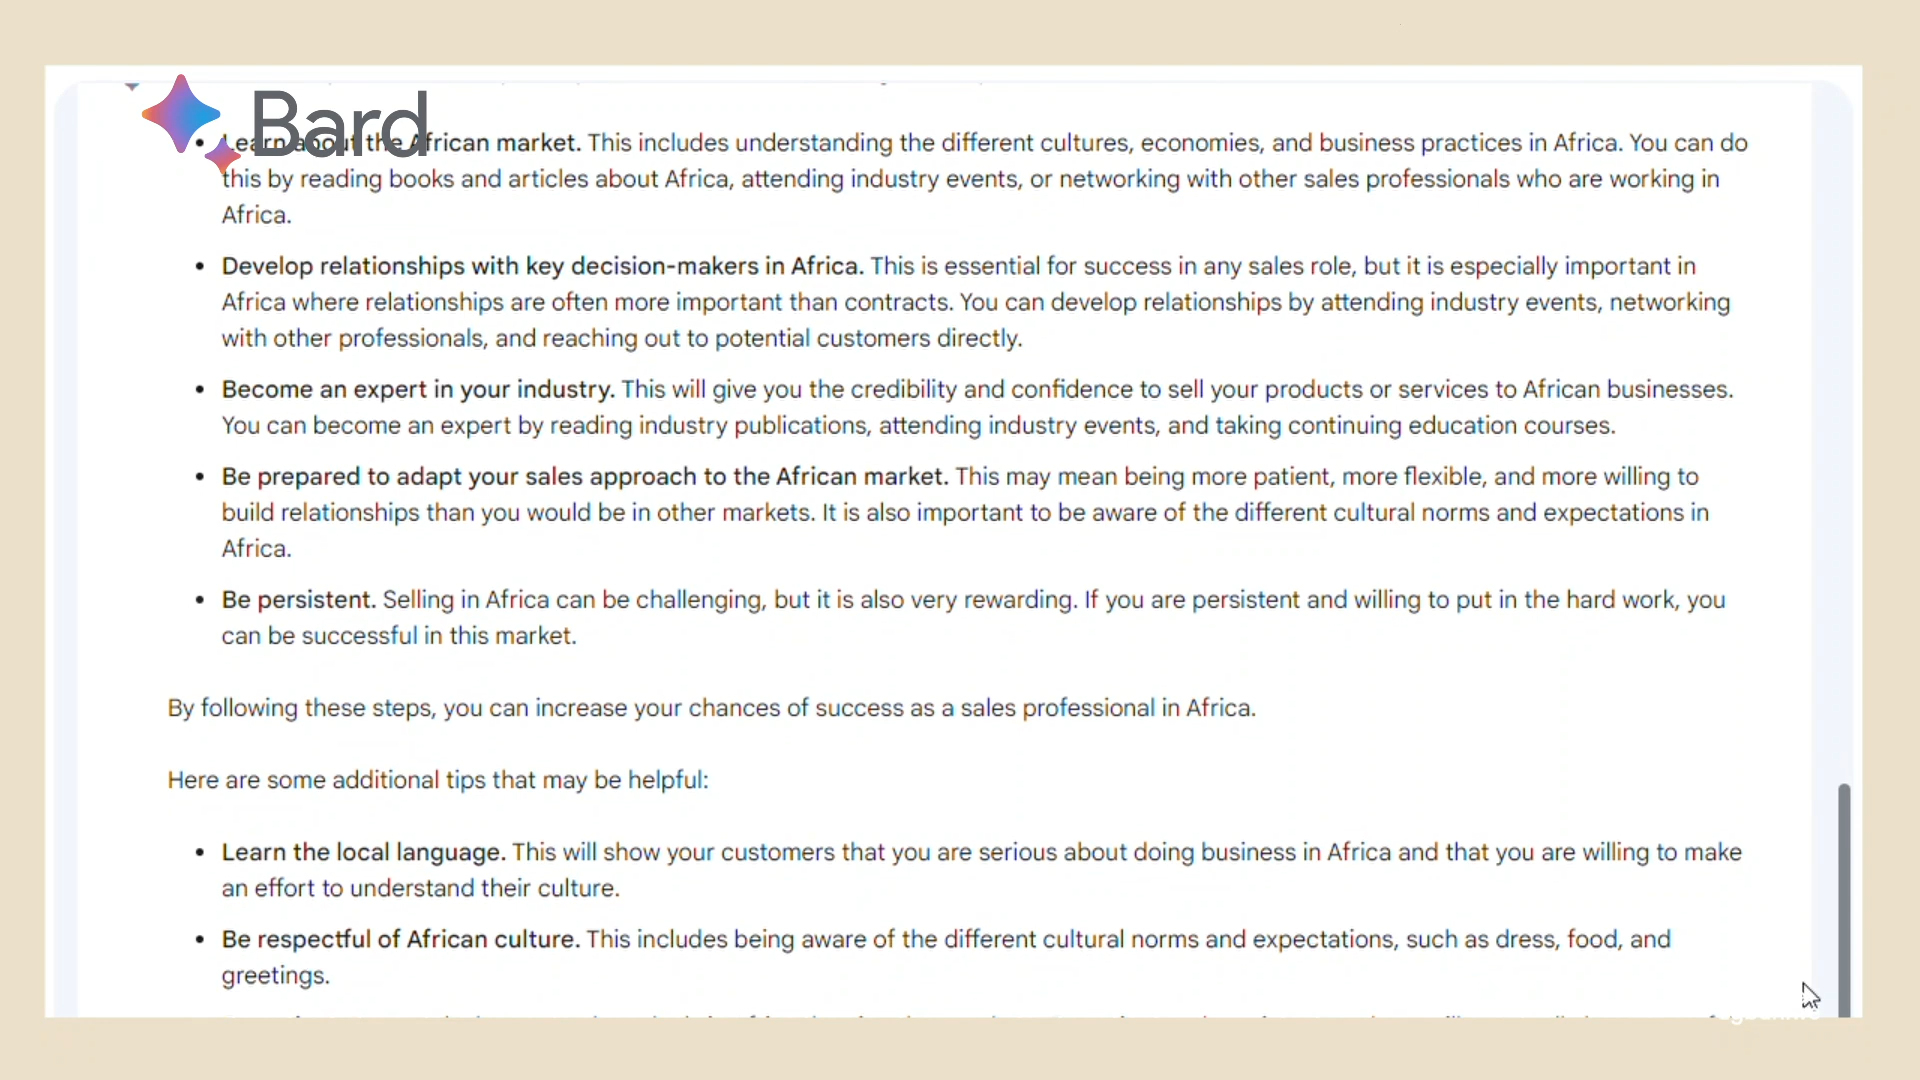 Bard
• Learn about the African market. This includes understanding the different cultures, economies, and business practices in Africa. You can do
this by reading books and articles about Africa, attending industry events, or networking with other sales professionals who are working in
Africa.
• Develop relationships with key decision-makers in Africa. This is essential for success in any sales role, but it is especially important in
Africa where relationships are often more important than contracts. You can develop relationships by attending industry events, networking
with other professionals, and reaching out to potential customers directly.
• Become an expert in your industry. This will give you the credibility and confidence to sell your products or services to African businesses.
You can become an expert by reading industry publications, attending industry events, and taking continuing education courses.
• Be prepared to adapt your sales approach to the African market. This may mean being more patient, more flexible, and more willing to
build relationships than you would be in other markets. It is also important to be aware of the different cultural norms and expectations in
Africa.
• Be persistent. Selling in Africa can be challenging, but it is also very rewarding. If you are persistent and willing to put in the hard work, you
can be successful in this market.
By following these steps, you can increase your chances of success as a sales professional in Africa.
Here are some additional tips that may be helpful:
• Learn the local language. This will show your customers that you are serious about doing business in Africa and that you are willing to make
an effort to understand their culture.
• Be respectful of African culture. This includes being aware of the different cultural norms and expectations, such as dress, food, and
greetings.